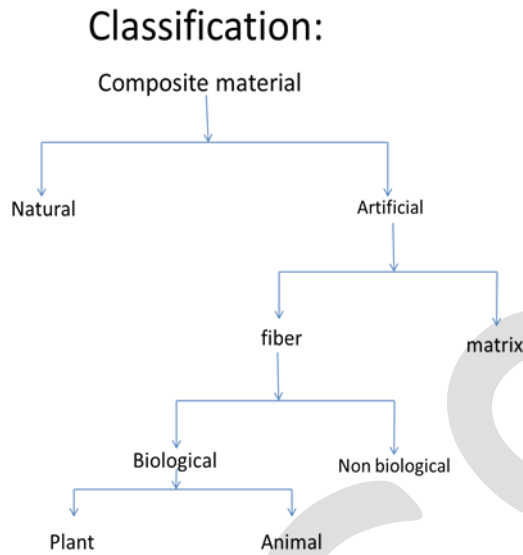 Classification:
Composite material
Natural
Artificial
fiber
matrix
Biological
Non biological
Plant
Animal